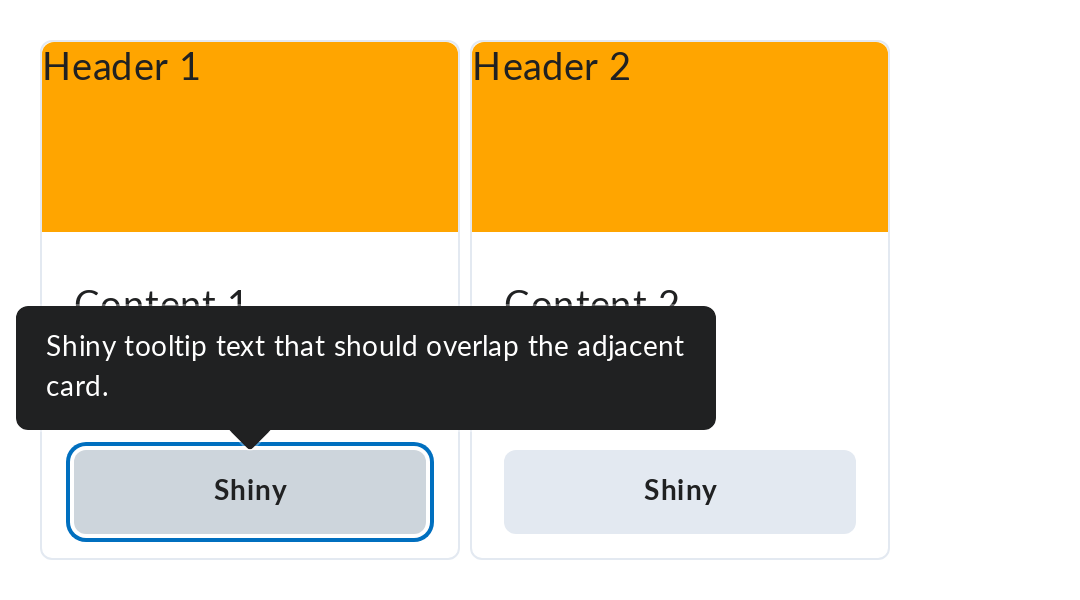 Header 1
Header 2
Content 1
Content 2
Shiny tooltip text that should overlap the adjacent
card.
Shiny
Shiny